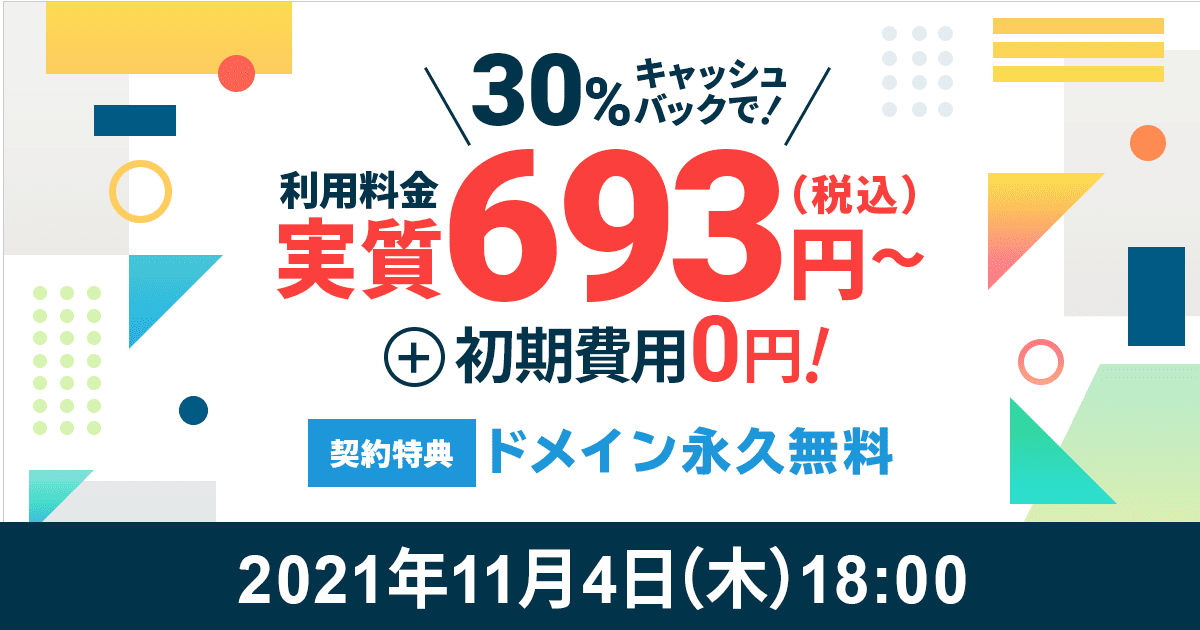 30%キャッシュ
バックで!
利用料金
実質693円~
(税込)
+初期費用0円!
契約特典 ドメイン永久無料
2021年11月4日(木)18:00